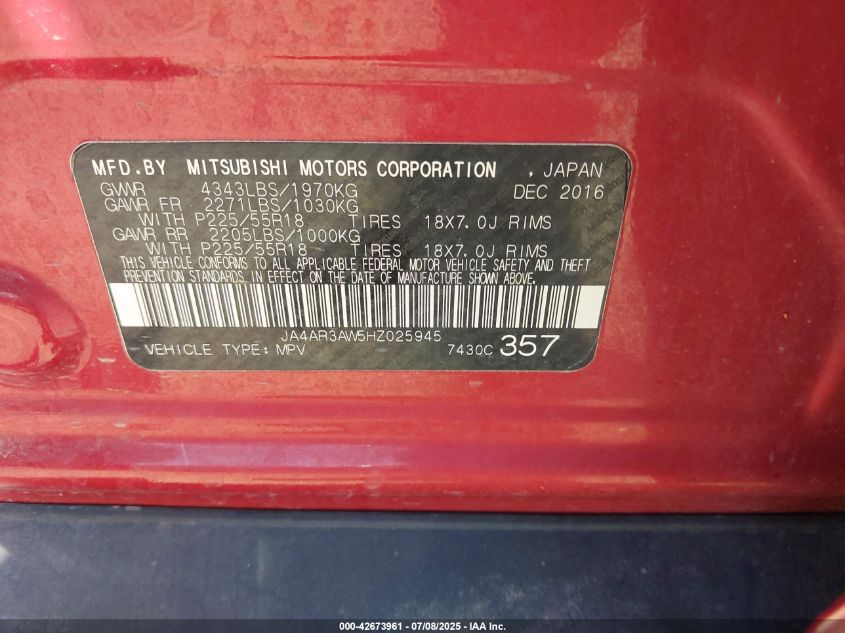 MFD.BY MITSUBISHI MOTORS CORPORATION , JAPAN
GVWR 4343LBS/1970KG DEC 2016
GAWR FR 2271LBS/1030KG
WITH P225/55R18 TIRES 18X7.0J RIMS
GAWR RR 2205LBS/1000KG
WITH P225/55R18 TIRES 18X7.0J RIMS
THIS VEHICLE CONFORMS TO ALL APPLICABLE FEDERAL MOTOR VEHICLE SAFETY AND THEFT
PREVENTION STANDARDS IN EFFECT ON THE DATE OF MANUFACTURE SHOWN ABOVE.
JA4AR3AW5HZ025945
VEHICLE TYPE: MPV 7430C 357
000-42673961 - 07/08/2025 - IAA Inc.